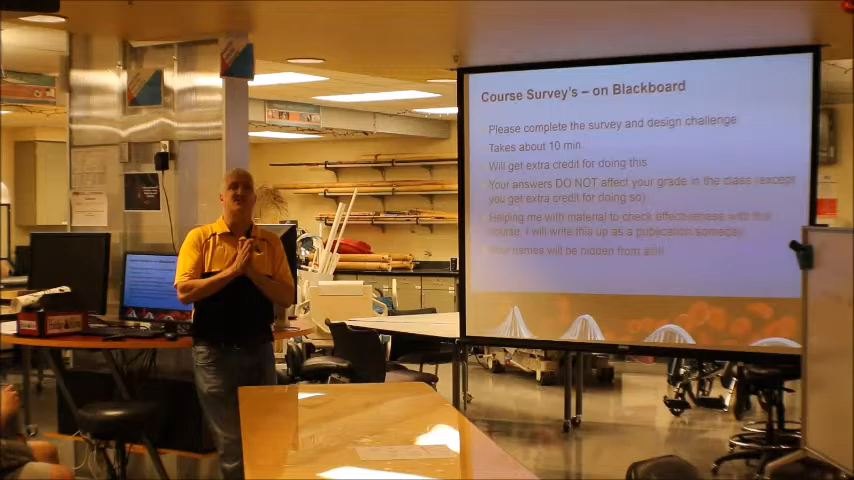 Course Survey's – on Blackboard
Please complete the survey and design challenge
Takes about 10 min.
Will get extra credit for doing this
Your answers DO NOT affect your grade in the class (except
you get extra credit for doing so)
Helping me with material to check effectiveness with this
course. I will write this up as a publication someday
names will be hidden from all!